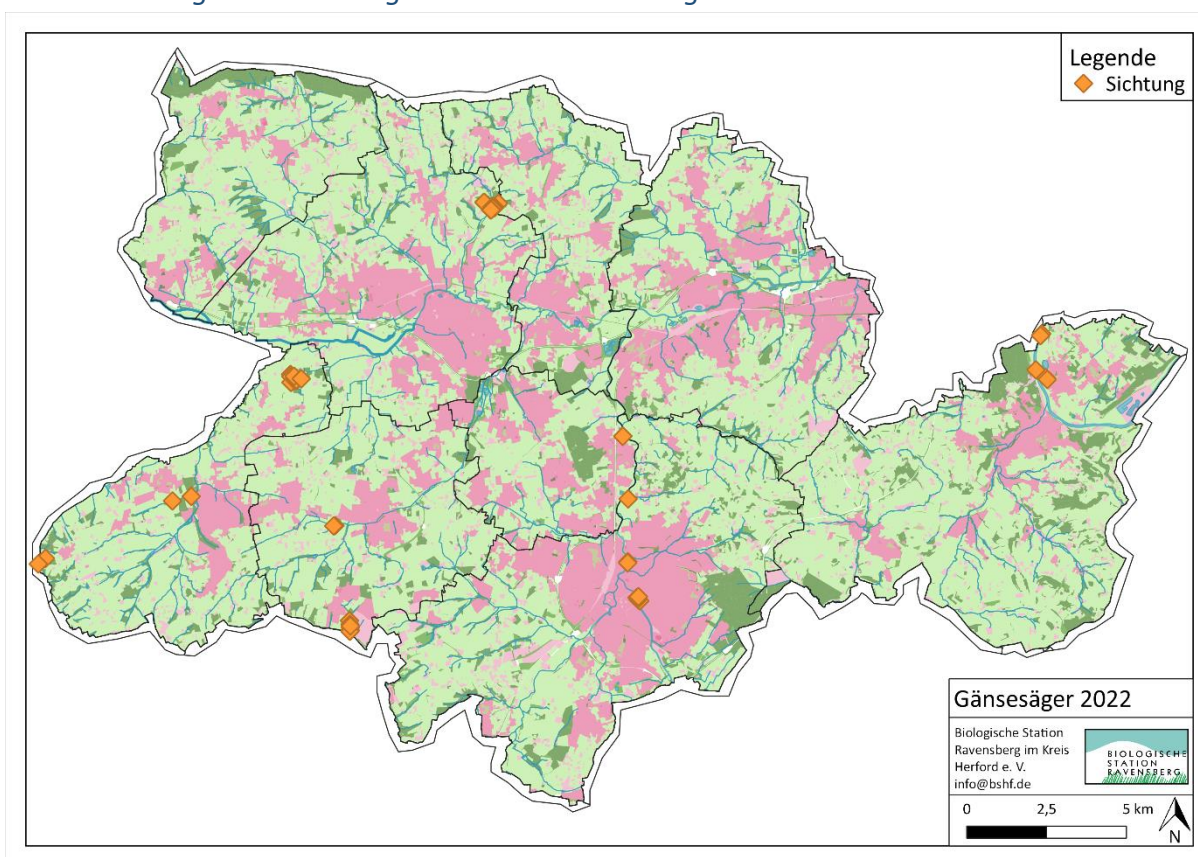 Legende
Sichtung
Gänsesäger 2022
Biologische Station
Ravensberg im Kreis
Herford e. V.
info@bshf.de
BIOLOGISCHE
STATION
RAVENSBERG
0 2,5 5 km
N